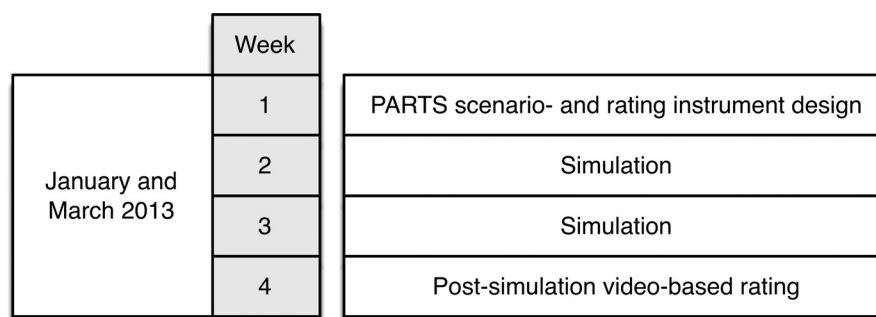 Week
1
PARTS scenario- and rating instrument design
2
Simulation
January and
March 2013
3
Simulation
4
Post-simulation video-based rating